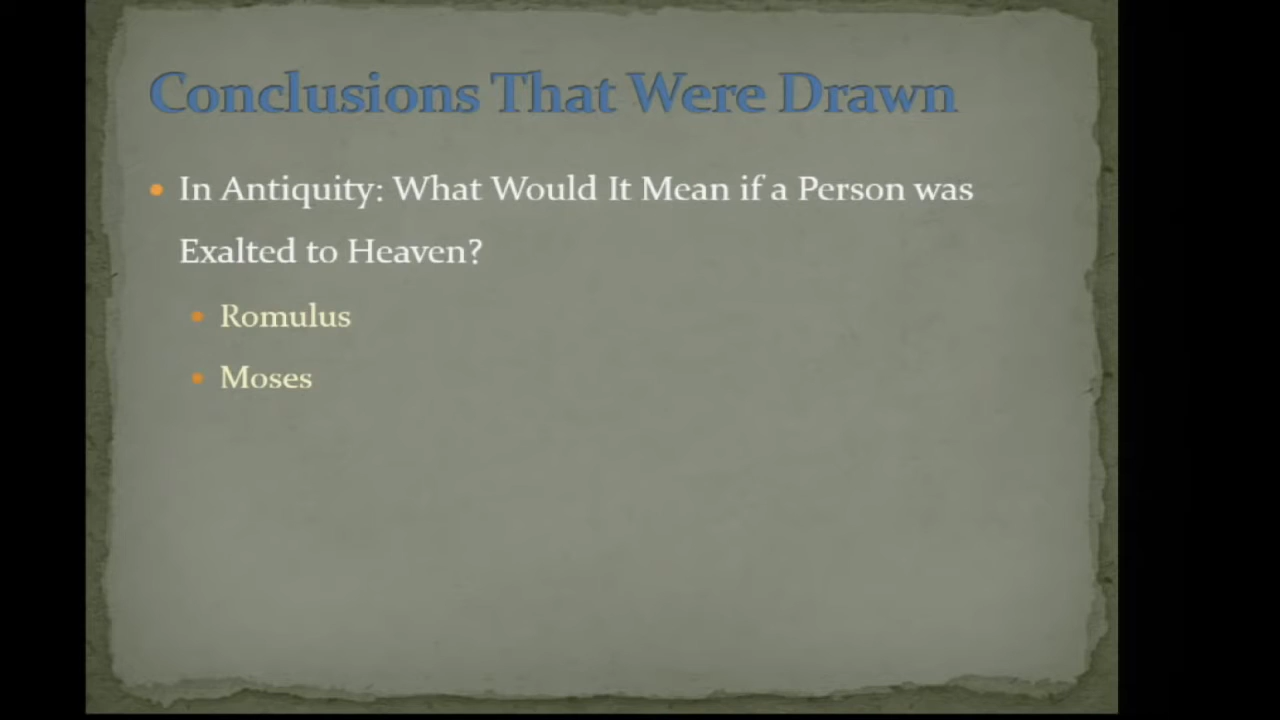 Conclusions That Were Drawn
• In Antiquity: What Would It Mean if a Person was
Exalted to Heaven?
• Romulus
• Moses